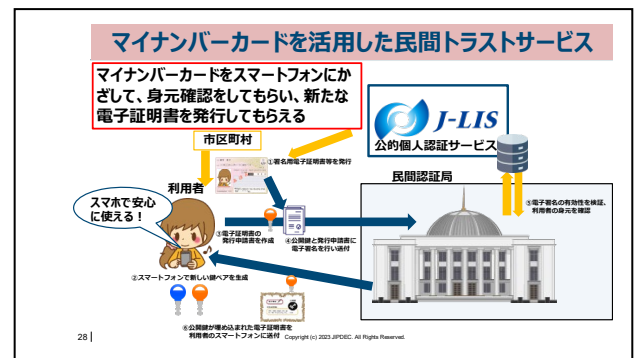 マイナンバーカードを活用した民間トラストサービス
マイナンバーカードをスマートフォンにか
ざして、身元確認をしてもらい、新たな
電子証明書を発行してもらえる
J-LIS
公的個人認証サービス
市区町村
①署名用電子証明書等を発行
利用者
民間認証局
スマホで安心
に使える！
③電子証明書の
発行申請書を作成
④公開鍵と発行申請書に
電子署名を行い送付
⑤電子署名の有効性を検証、
利用者の身元を確認
②スマートフォンで新しい鍵ペアを生成
⑥公開鍵が埋め込まれた電子証明書を
利用者のスマートフォンに送付
28
Copyright (c) 2023 JIPDEC. All Rights Reserved.